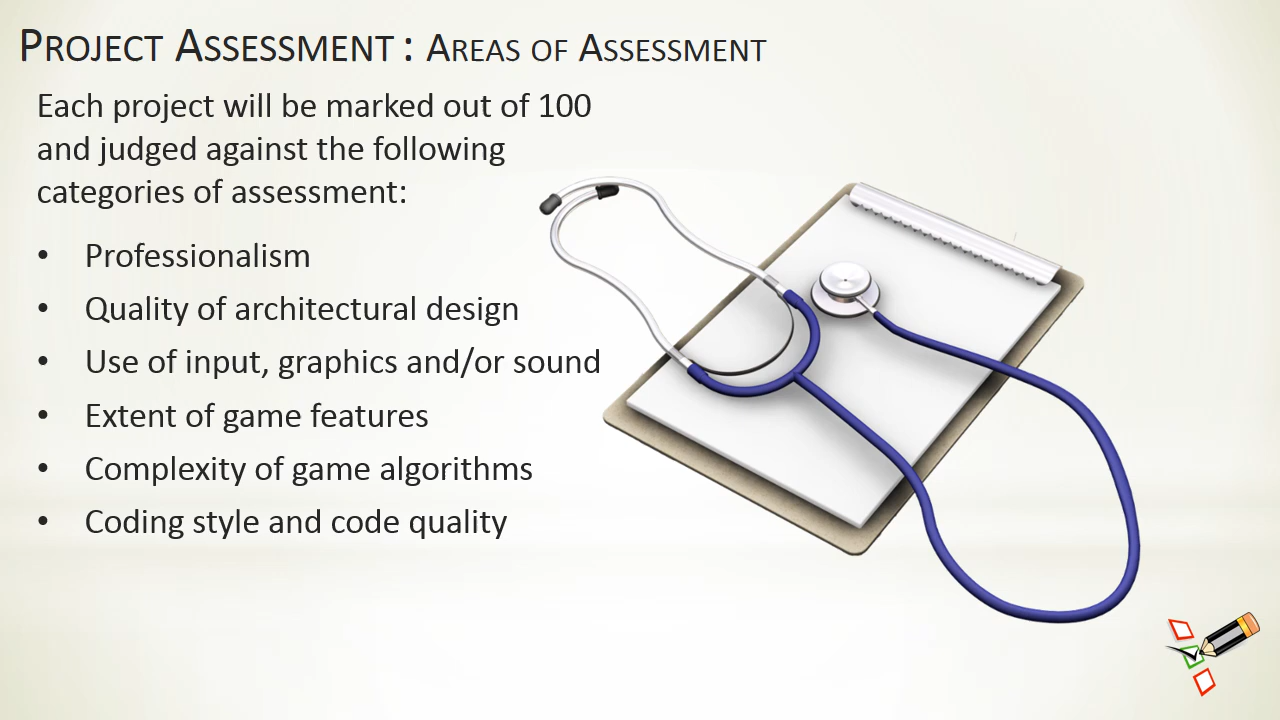 Project Assessment : Areas of Assessment
Each project will be marked out of 100
and judged against the following
categories of assessment:
• Professionalism
• Quality of architectural design
• Use of input, graphics and/or sound
• Extent of game features
• Complexity of game algorithms
• Coding style and code quality